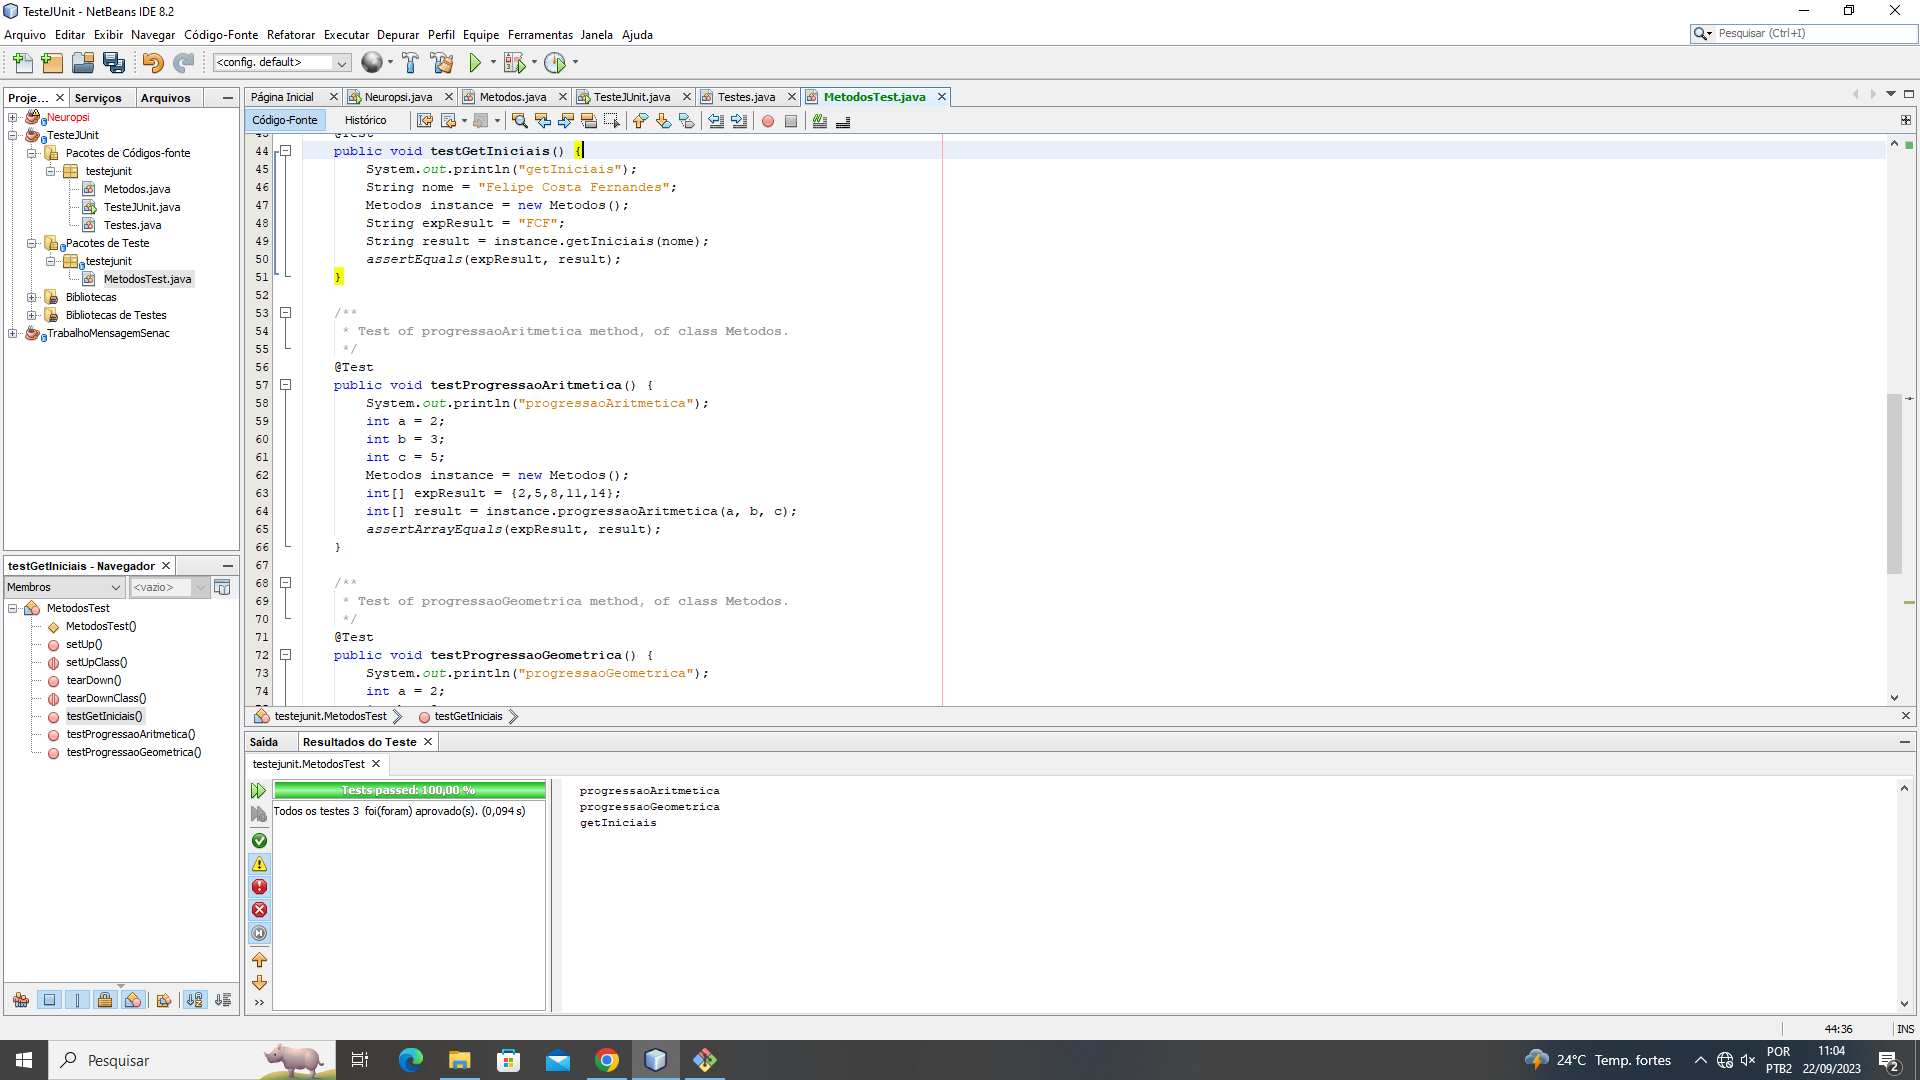 TesteJUnit - NetBeans IDE 8.2
Arquivo Editar Exibir Navegar Código-Fonte Refatorar Executar Depurar Perfil Equipe Ferramentas Janela Ajuda
Pesquisar (Ctrl+I)
<config. default>
Proje... Serviços Arquivos
Página Inicial Neuropsi.java Metodos.java TesteJUnit.java Testes.java MetodosTest.java
Código-Fonte Histórico
Neuropsi
TesteJUnit
Pacotes de Códigos-fonte
testejunit
Metodos.java
TesteJUnit.java
Testes.java
Pacotes de Teste
testejunit
MetodosTest.java
Bibliotecas
Bibliotecas de Testes
TrabalhoMensagemSenac
43 @Test
44 public void testGetIniciais() {
45 System.out.println("getIniciais");
46 String nome = "Felipe Costa Fernandes";
47 Metodos instance = new Metodos();
48 String expResult = "FCF";
49 String result = instance.getIniciais(nome);
50 assertEquals(expResult, result);
51 }
52
53 /**
54 * Test of progressaoAritmetica method, of class Metodos.
55 */
56 @Test
57 public void testProgressaoAritmetica() {
58 System.out.println("progressaoAritmetica");
59 int a = 2;
60 int b = 3;
61 int c = 5;
62 Metodos instance = new Metodos();
63 int[] expResult = {2,5,8,11,14};
64 int[] result = instance.progressaoAritmetica(a, b, c);
65 assertArrayEquals(expResult, result);
66 }
67
68 /**
69 * Test of progressaoGeometrica method, of class Metodos.
70 */
71 @Test
72 public void testProgressaoGeometrica() {
73 System.out.println("progressaoGeometrica");
74 int a = 2;
testejunit.MetodosTest testGetIniciais
testGetIniciais - Navegador
Membros <vazio>
MetodosTest
MetodosTest()
setUp()
setUpClass()
tearDown()
tearDownClass()
testGetIniciais()
testProgressaoAritmetica()
testProgressaoGeometrica()
Saída Resultados do Teste
testejunit.MetodosTest
Tests passed: 100,00 %
Todos os testes 3 foi(foram) aprovado(s). (0,094 s)
progressaoAritmetica
progressaoGeometrica
getIniciais
44:36 INS
Pesquisar
24°C Temp. fortes
POR
PTB2
11:04
22/09/2023
2